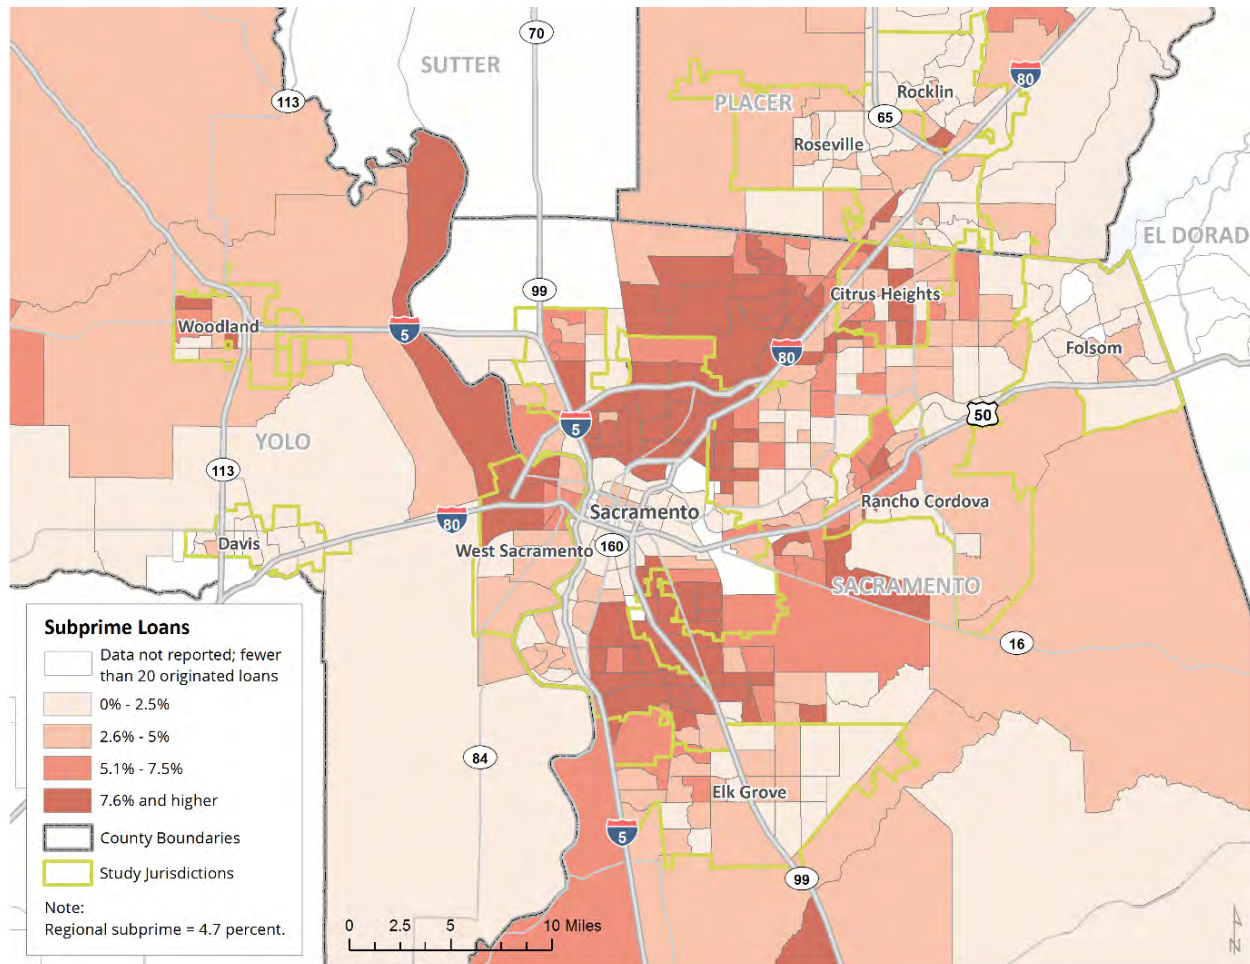 70
SUTTER
113
80
Rocklin
PLACER
65
Roseville
EL DORAD
99
Citrus Heights
Woodland
5
80
Folsom
50
5
YOLO
113
Rancho Cordova
Sacramento
80
Davis
West Sacramento
160
SACRAMENTO
16
84
Elk Grove
5
99
Subprime Loans
Data not reported; fewer
than 20 originated loans
0% - 2.5%
2.6% - 5%
5.1% - 7.5%
7.6% and higher
County Boundaries
Study Jurisdictions
Note:
Regional subprime = 4.7 percent.
0 2.5 5 10 Miles
N